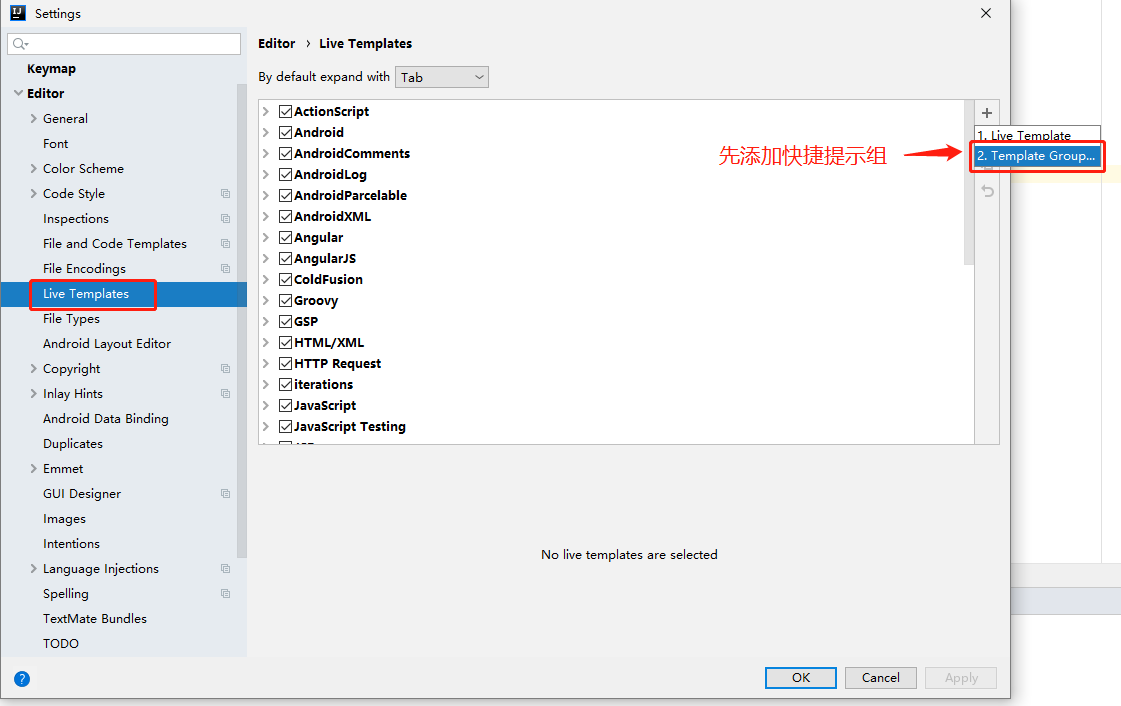 Settings
Keymap
Editor
General
Font
Color Scheme
Code Style
Inspections
File and Code Templates
File Encodings
Live Templates
File Types
Android Layout Editor
Copyright
Inlay Hints
Android Data Binding
Duplicates
Emmet
GUI Designer
Images
Intentions
Language Injections
Spelling
TextMate Bundles
TODO
Editor › Live Templates
By default expand with Tab
ActionScript
Android
AndroidComments
AndroidLog
AndroidParcelable
AndroidXML
Angular
AngularJS
ColdFusion
Groovy
GSP
HTML/XML
HTTP Request
iterations
JavaScript
JavaScript Testing
1. Live Template
2. Template Group...
先添加快捷提示组
No live templates are selected
?
OK
Cancel
Apply